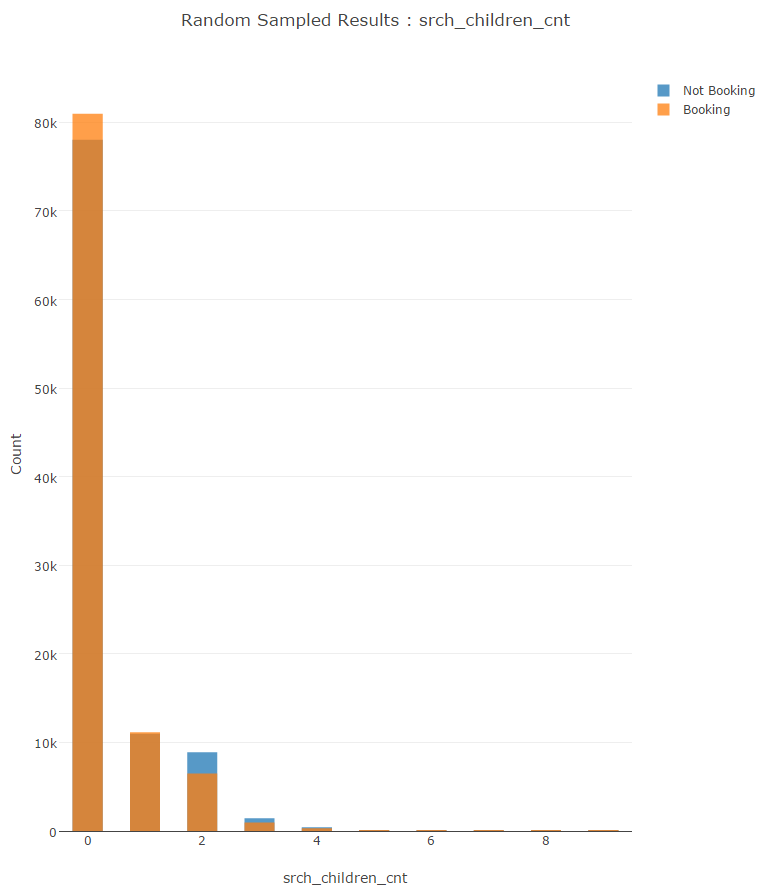 Random Sampled Results : srch_children_cnt
Not Booking
Booking
80k
70k
60k
50k
40k
30k
20k
10k
0
Count
0 2 4 6 8
srch_children_cnt